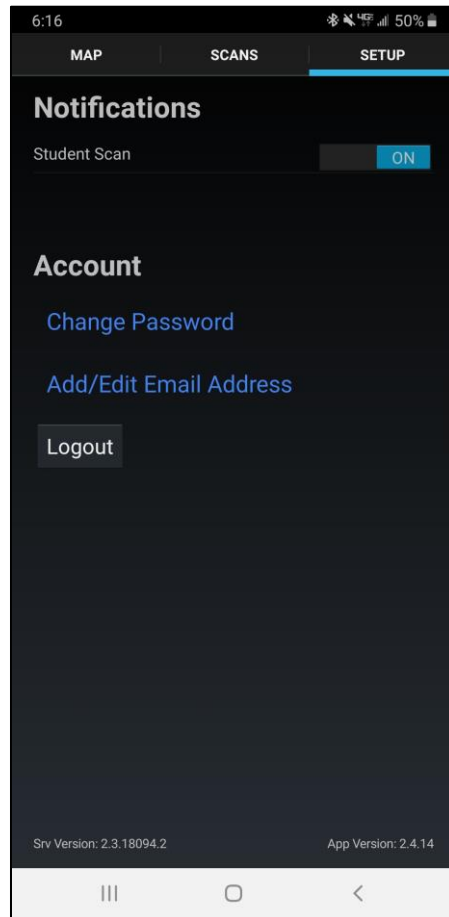 6:16 4G 50%
MAP SCANS SETUP
Notifications
Student Scan ON
Account
Change Password
Add/Edit Email Address
Logout
Srv Version: 2.3.18094.2 App Version: 2.4.14